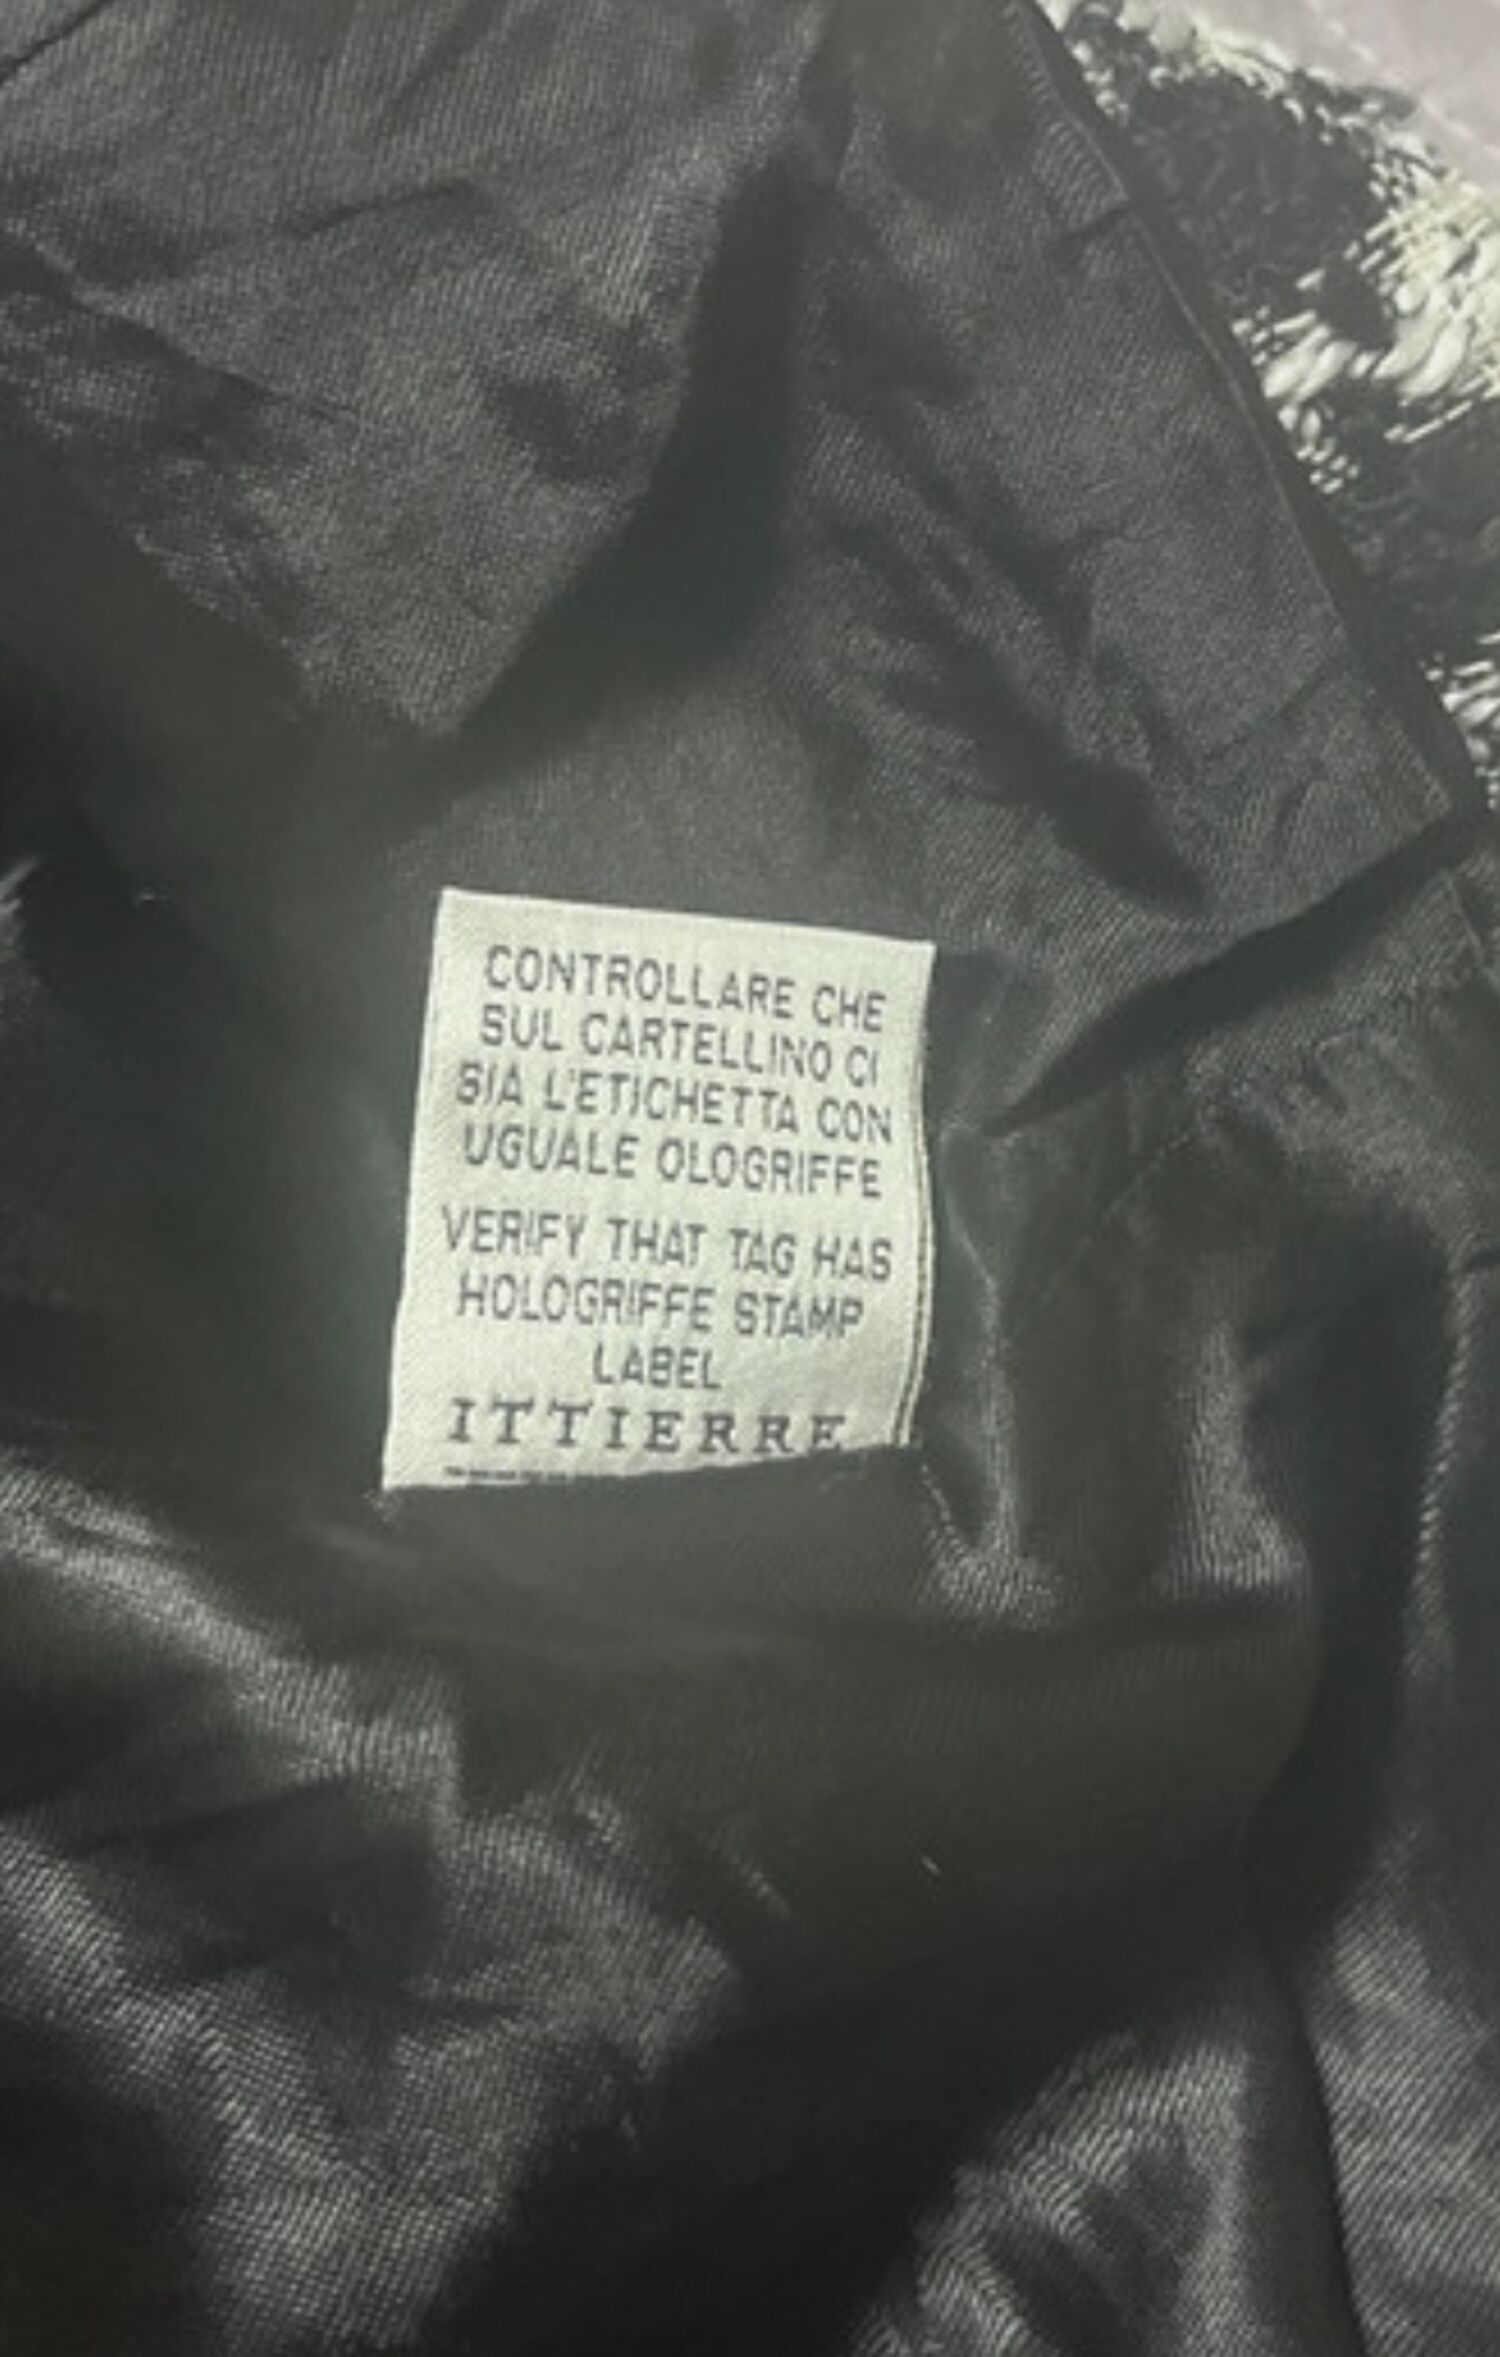 CONTROLLARE CHE
SUL CARTELLINO CI
SIA L'ETICHETTA CON
UGUALE OLOGRIFFE
VERIFY THAT TAG HAS
HOLOGRIFFE STAMP
LABEL
ITTIERRE